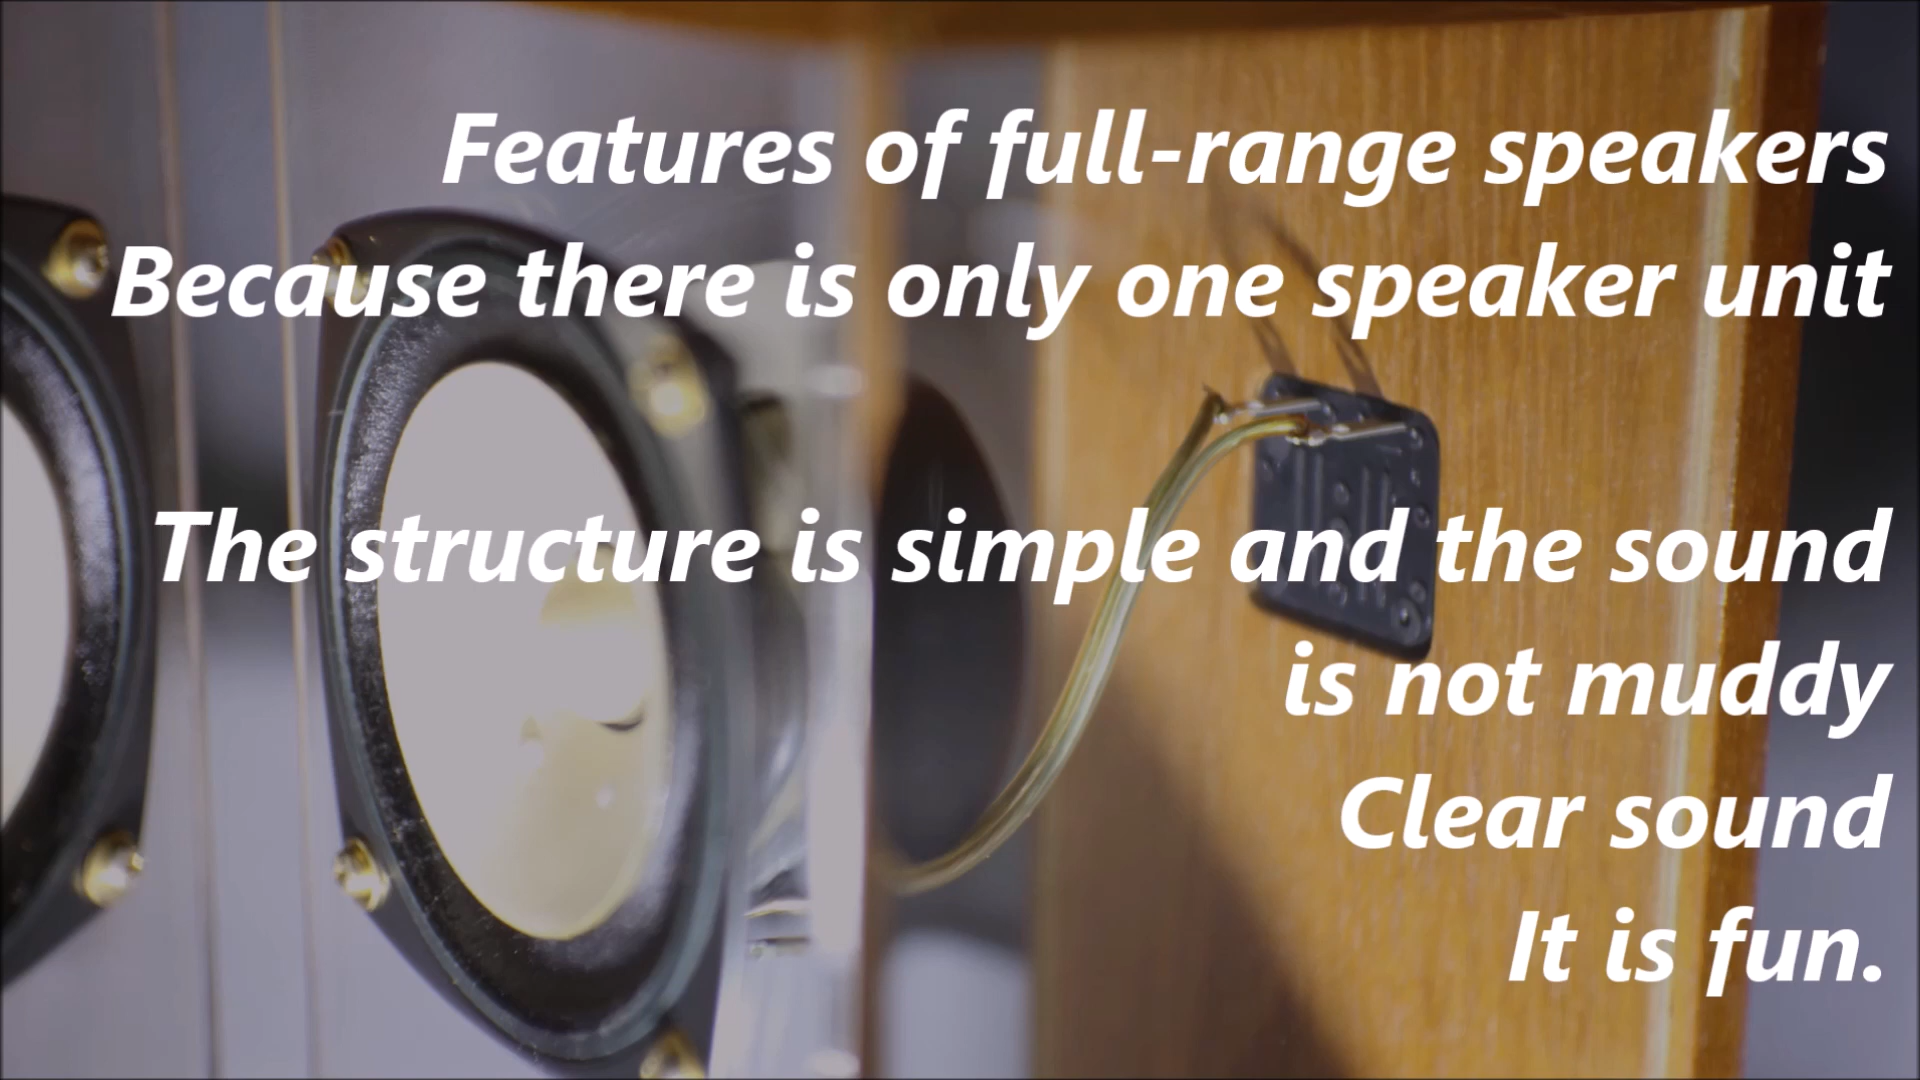 Features of full-range speakers
Because there is only one speaker unit
The structure is simple and the sound
is not muddy
Clear sound
It is fun.